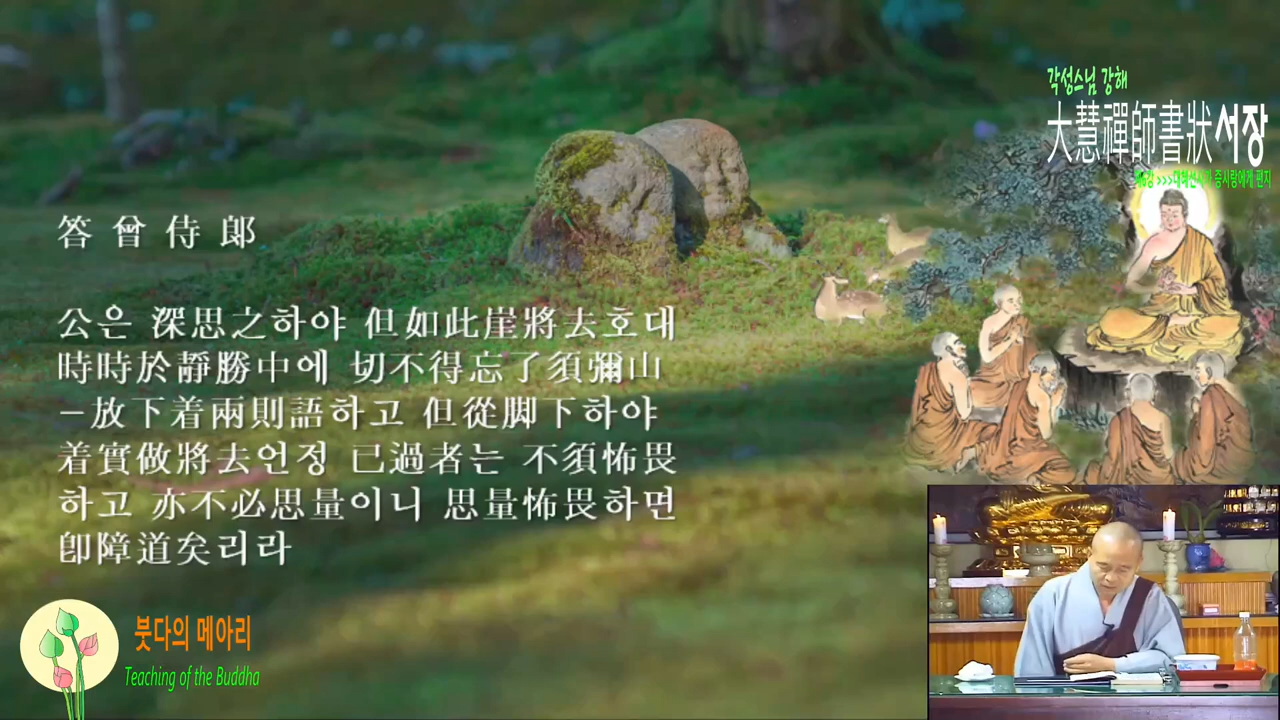 각성스님 강해
大慧禪師書狀서장
答曾侍郞
公은 深思之하야 但如此崖將去호대
時時於靜勝中에 切不得忘了須彌山
-放下着兩則語하고 但從脚下하야
着實做將去언정 已過者는 不須怖畏
하고 亦不必思量이니 思量怖畏하면
卽障道矣리라
붓다의 메아리
Teaching of the Buddha